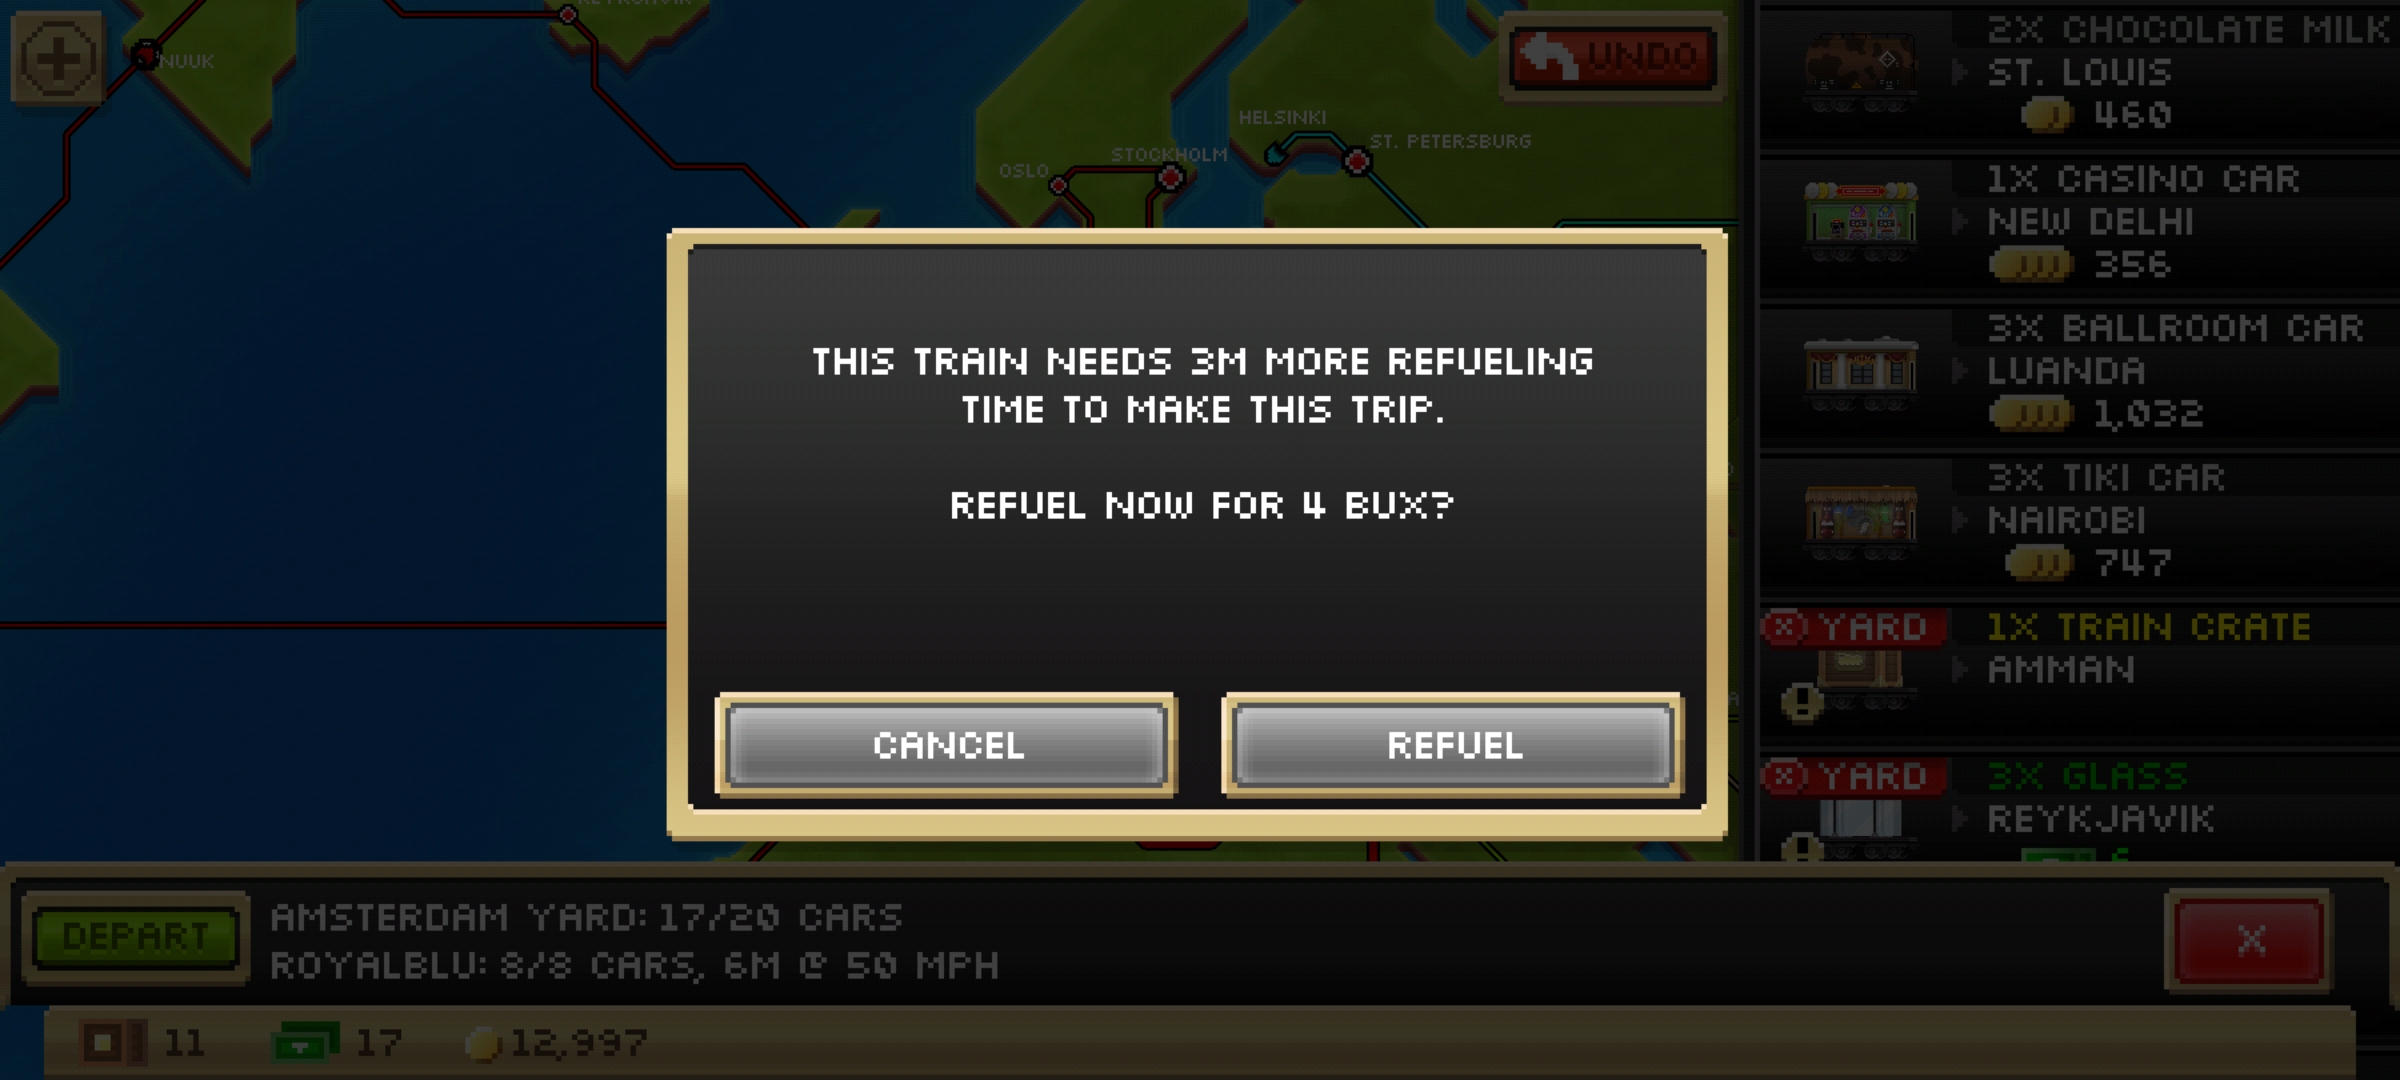 NUUK
UNDO
HELSINKI
ST. PETERSBURG
STOCKHOLM
OSLO
THIS TRAIN NEEDS 3M MORE REFUELING
TIME TO MAKE THIS TRIP.
REFUEL NOW FOR 4 BUX?
CANCEL
REFUEL
2X CHOCOLATE MILK
ST. LOUIS
460
1X CASINO CAR
NEW DELHI
356
3X BALLROOM CAR
LUANDA
1,032
3X TIKI CAR
NAIROBI
747
YARD
1X TRAIN CRATE
AMMAN
YARD
3X GLASS
REYKJAVIK
DEPART
AMSTERDAM YARD: 17/20 CARS
ROYALBLU: 8/8 CARS, 6M @ 50 MPH
X
11
17
12,997